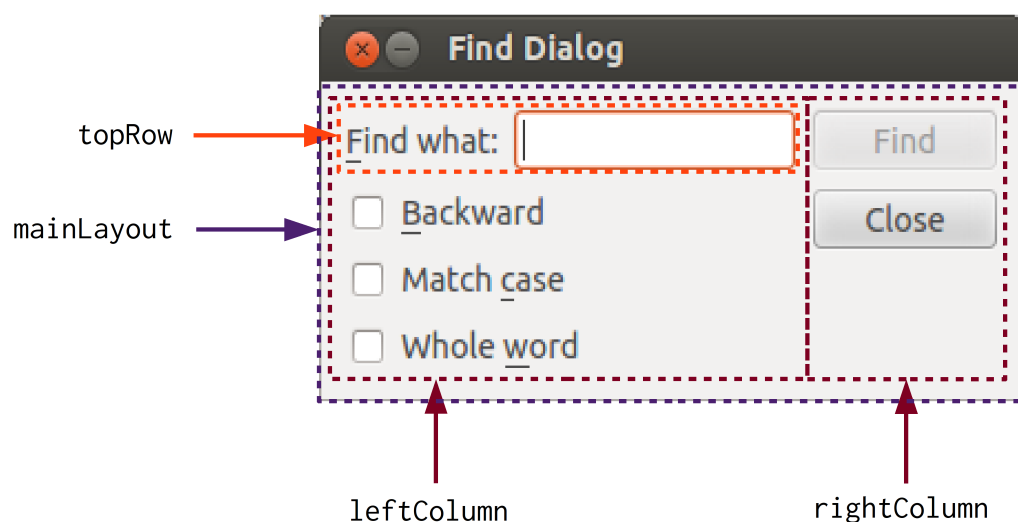 Find Dialog
topRow
Find what:
Find
mainLayout
Backward
Close
Match case
Whole word
leftColumn
rightColumn